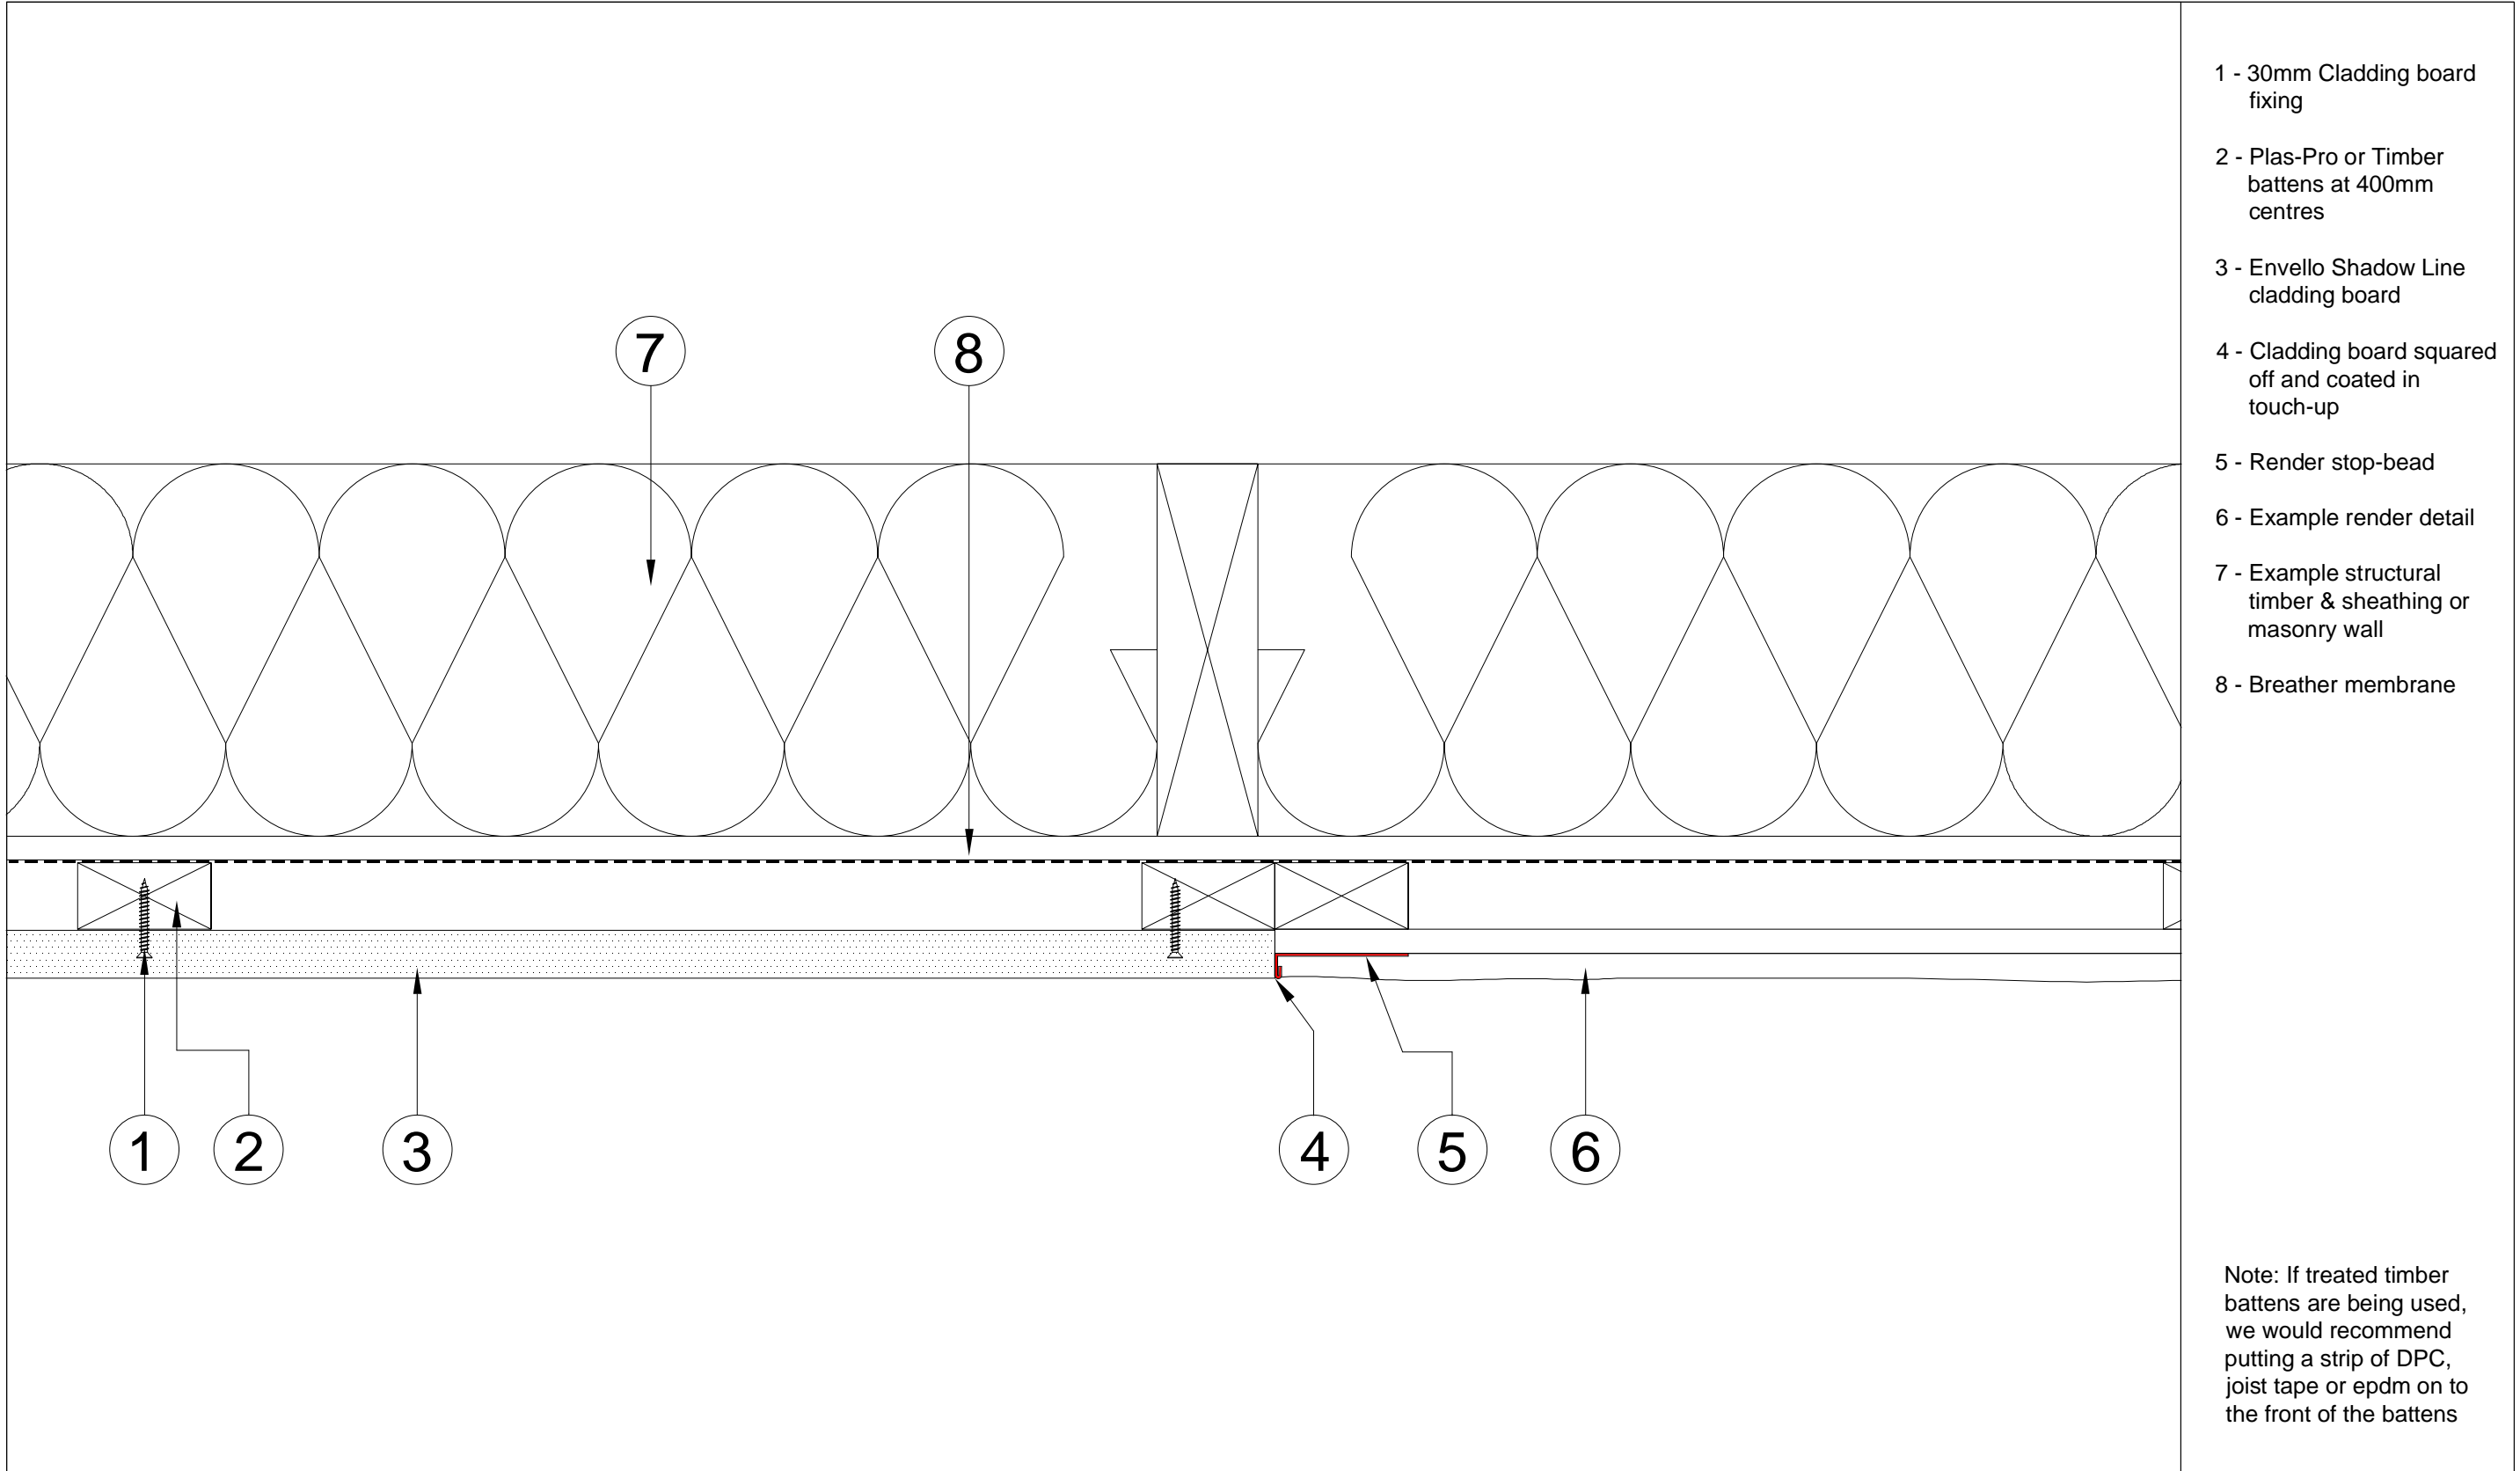 7
8
1
2
3
4
5
6
1 - 30mm Cladding board
fixing
2 - Plas-Pro or Timber
battens at 400mm
centres
3 - Envello Shadow Line
cladding board
4 - Cladding board squared
off and coated in
touch-up
5 - Render stop-bead
6 - Example render detail
7 - Example structural
timber & sheathing or
masonry wall
8 - Breather membrane
Note: If treated timber
battens are being used,
we would recommend
putting a strip of DPC,
joist tape or epdm on to
the front of the battens